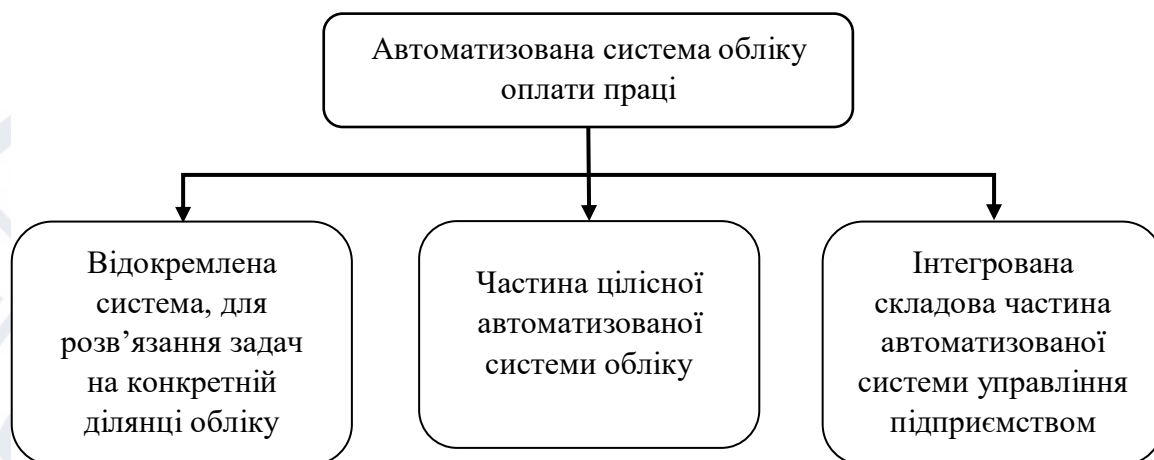 Автоматизована система обліку
оплати праці
Відокремлена
система, для
розв’язання задач
на конкретній
ділянці обліку
Частина цілісної
автоматизованої
системи обліку
Інтегрована
складова частина
автоматизованої
системи управління
підприємством